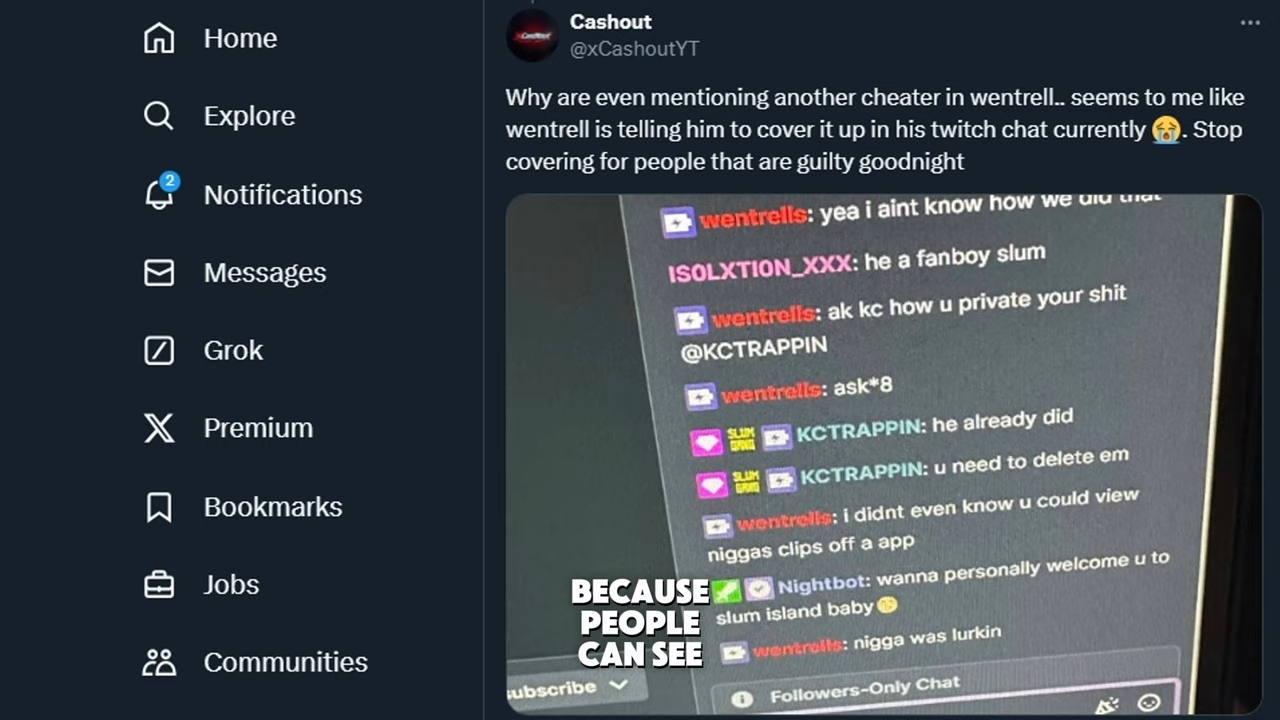 Home
Explore
2
Notifications
Messages
Grok
Premium
Bookmarks
Jobs
Communities
Cashout
@xCashoutYT
Why are even mentioning another cheater in wentrell.. seems to me like
wentrell is telling him to cover it up in his twitch chat currently 😭. Stop
covering for people that are guilty goodnight
wentrells: yea i aint know how we did that
ISOLXTION_XXX: he a fanboy slum
wentrells: ak kc how u private your shit
@KCTRAPPIN
wentrells: ask*8
SLUM GANG KCTRAPPIN: he already did
SLUM GANG KCTRAPPIN: u need to delete em
wentrells: i didnt even know u could view
niggas clips off a app
Nightbot: wanna personally welcome u to
slum island baby
wentrells: nigga was lurkin
Followers-Only Chat
ubscribe
BECAUSE
PEOPLE
CAN SEE